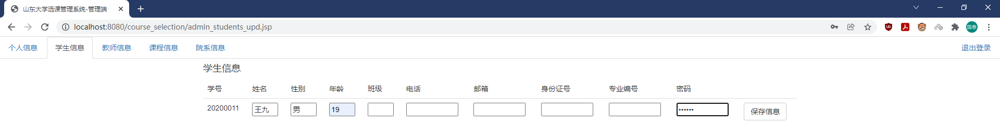 山东大学选课管理系统-管理端
localhost:8080/course_selection/admin_students_upd.jsp
国泰
个人信息 学生信息 教师信息 课程信息 院系信息 退出登录
学生信息
学号 姓名 性别 年龄 班级 电话 邮箱 身份证号 专业编号 密码
20200011 王九 男 19 •••••• 保存信息